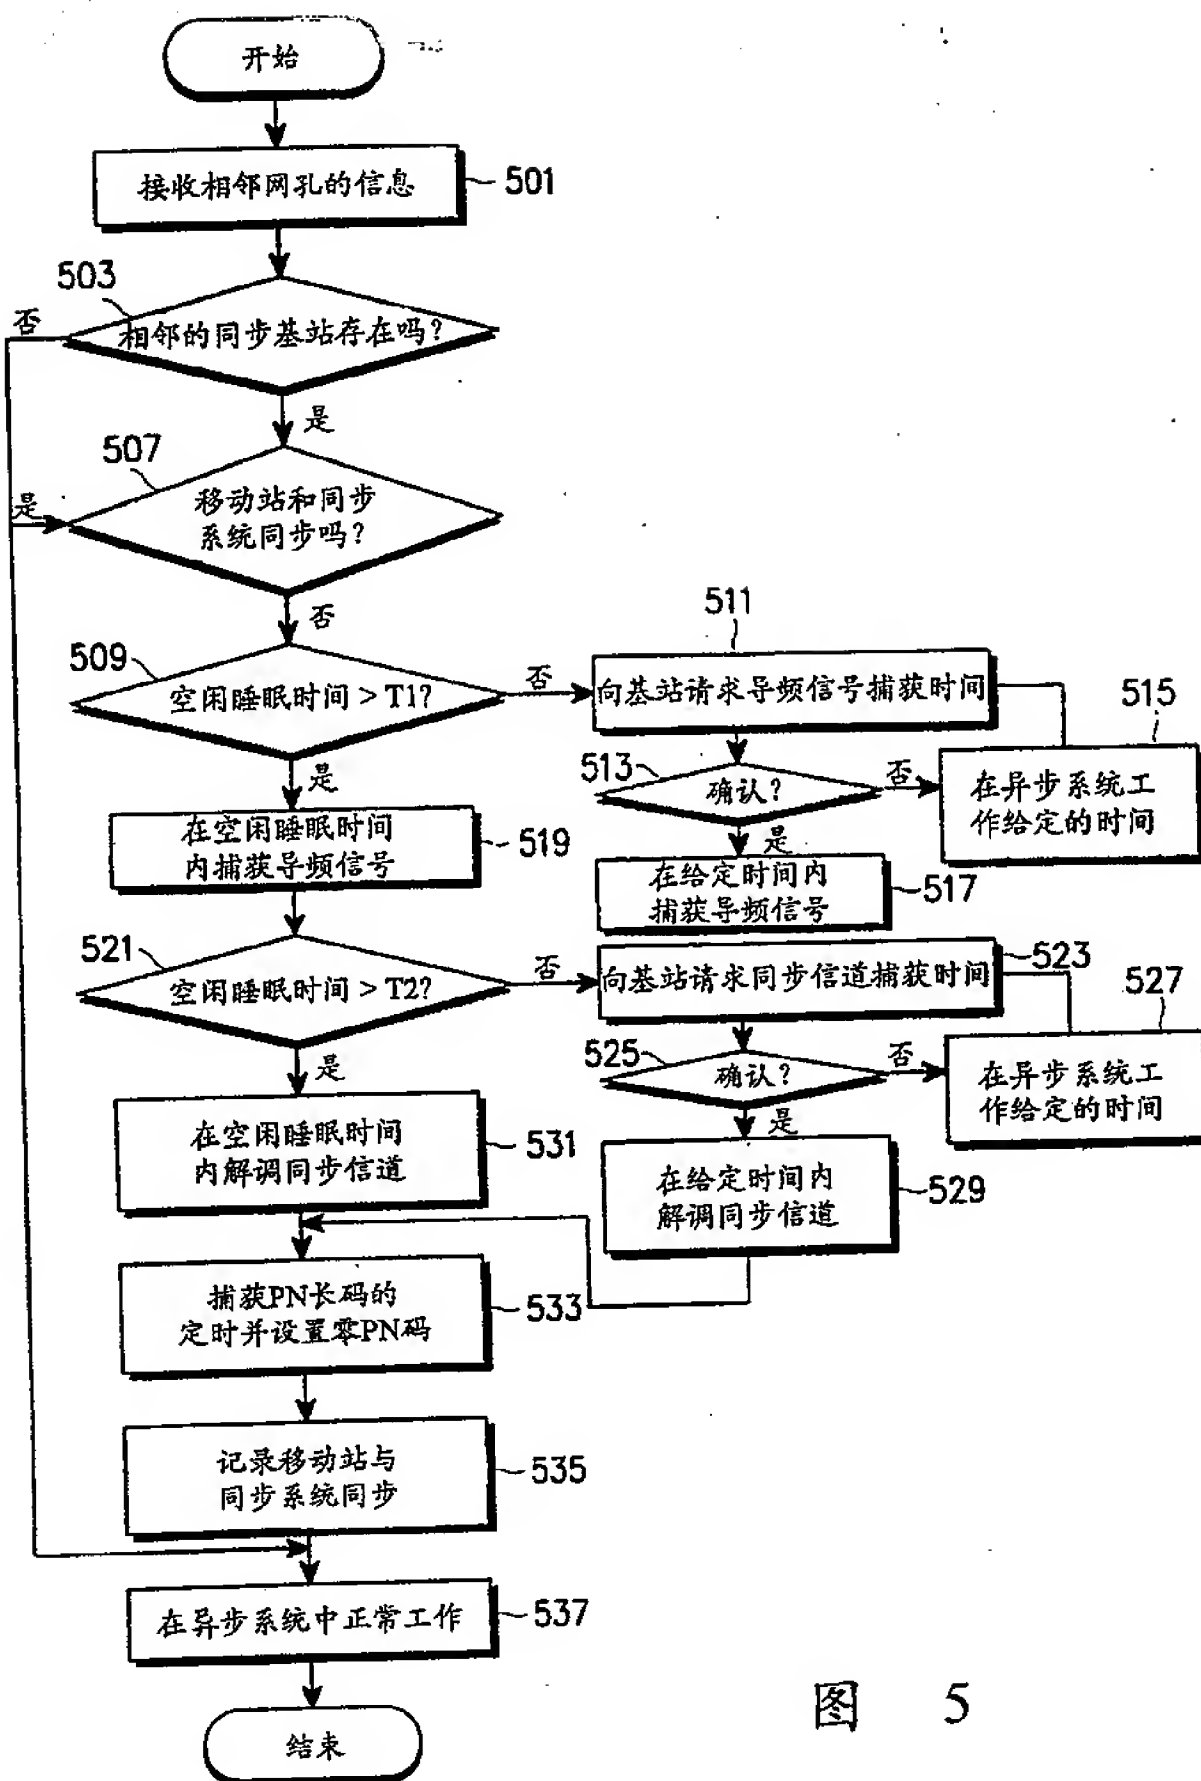 开始
接收相邻网孔的信息
501
503
否
相邻的同步基站存在吗?
是
507
是
移动站和同步
系统同步吗?
否
509
空闲睡眠时间 > T1?
否
511
向基站请求导频信号捕获时间
515
是
513
确认?
否
在异步系统工
作给定的时间
在空闲睡眠时间
内捕获导频信号
519
是
在给定时间内
捕获导频信号
517
521
空闲睡眠时间 > T2?
否
向基站请求同步信道捕获时间
523
527
是
525
确认?
否
在异步系统工
作给定的时间
在空闲睡眠时间
内解调同步信道
531
是
在给定时间内
解调同步信道
529
捕获PN长码的
定时并设置零PN码
533
记录移动站与
同步系统同步
535
在异步系统中正常工作
537
结束
图 5